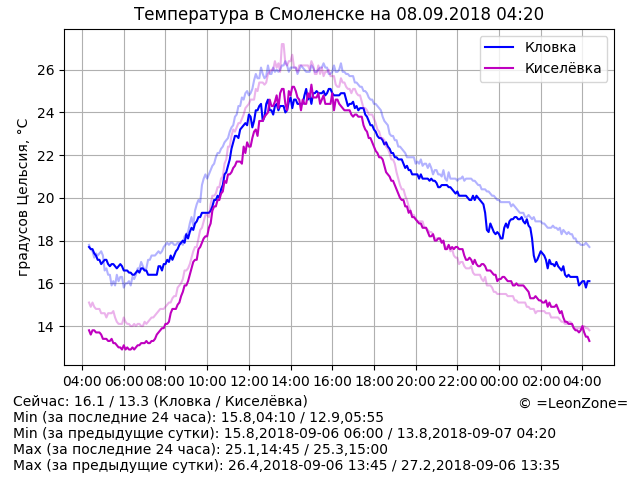 Температура в Смоленске на 08.09.2018 04:20
Кловка
Киселёвка
градусов Цельсия, °C
26
24
22
20
18
16
14
04:00 06:00 08:00 10:00 12:00 14:00 16:00 18:00 20:00 22:00 00:00 02:00 04:00
Сейчас: 16.1 / 13.3 (Кловка / Киселёвка)
© =LeonZone=
Min (за последние 24 часа): 15.8,04:10 / 12.9,05:55
Min (за предыдущие сутки): 15.8,2018-09-06 06:00 / 13.8,2018-09-07 04:20
Max (за последние 24 часа): 25.1,14:45 / 25.3,15:00
Max (за предыдущие сутки): 26.4,2018-09-06 13:45 / 27.2,2018-09-06 13:35